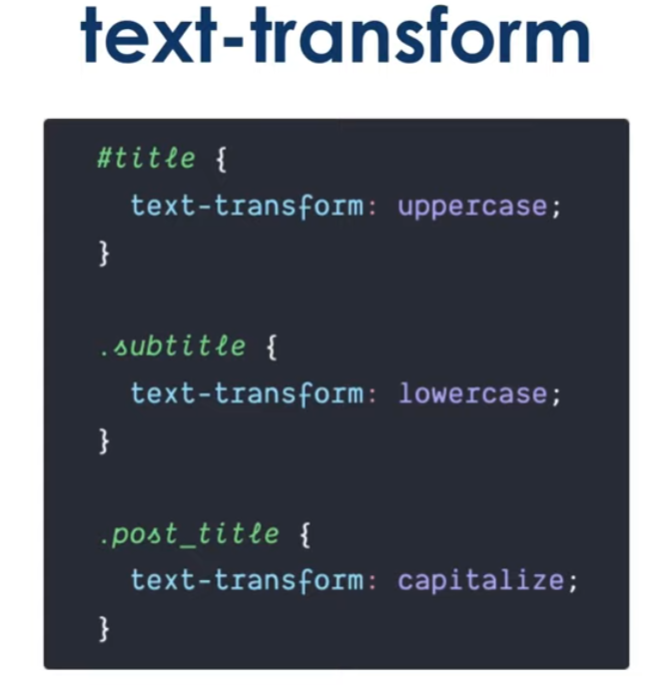 text-transform
#title {
text-transform: uppercase;
}
.subtitle {
text-transform: lowercase;
}
.post_title {
text-transform: capitalize;
}